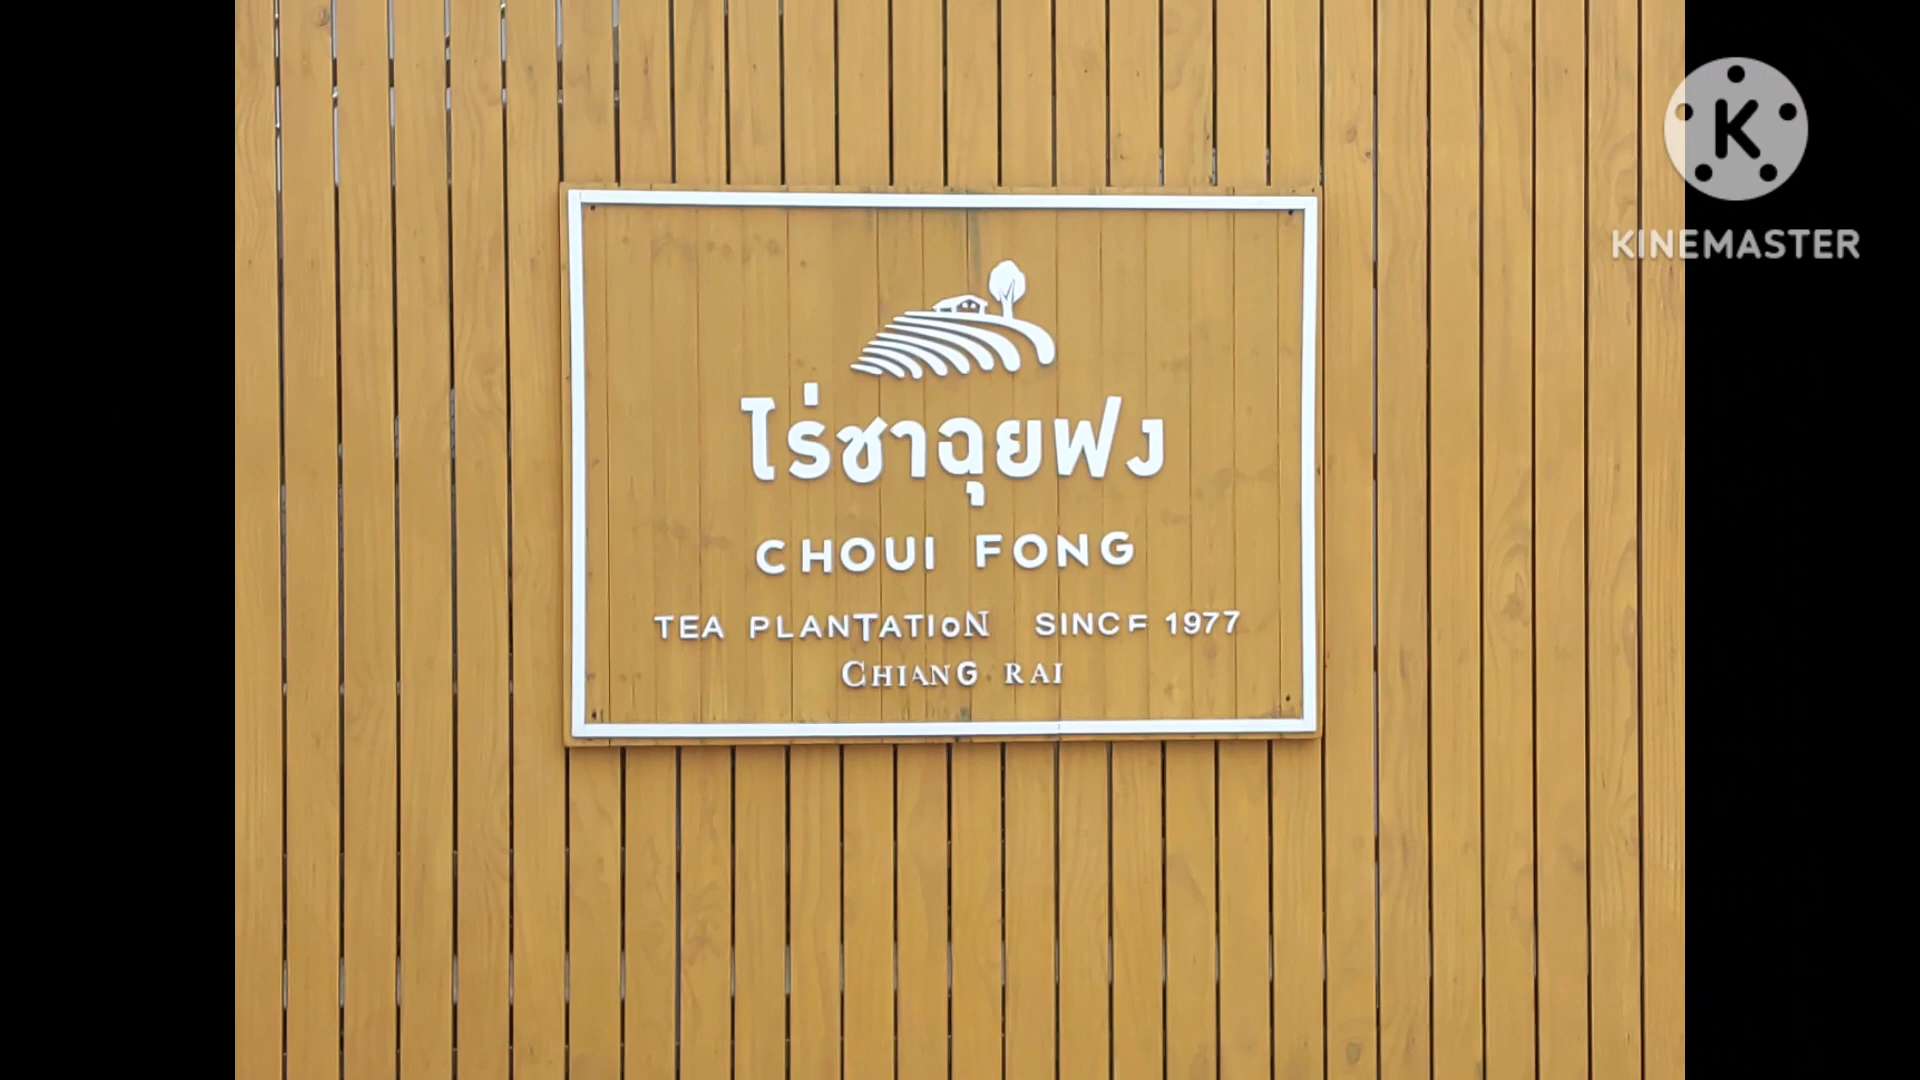 ไร่ชาฉุยฟง
CHOUI FONG
TEA PLANTATION SINCE 1977
CHIANG RAI
K
KINEMASTER